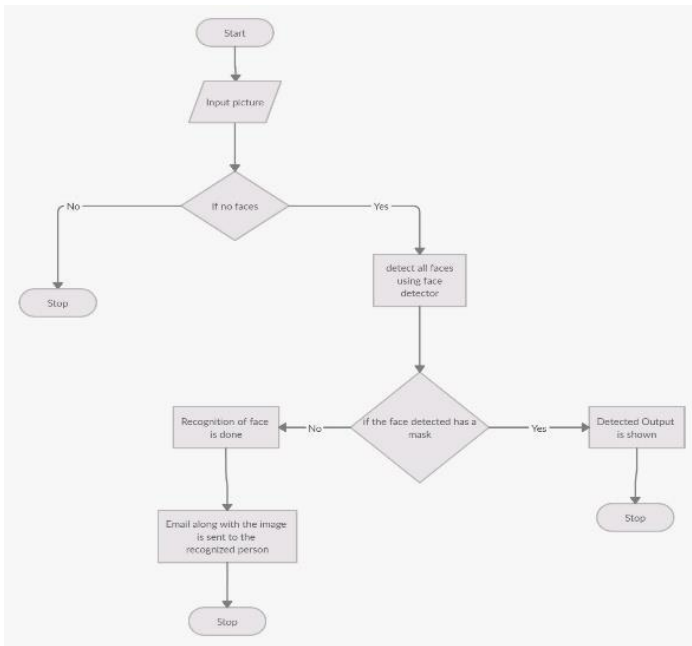 Start
Input picture
If no faces
No
Yes
Stop
detect all faces
using face
detector
if the face detected has a
mask
No
Yes
Recognition of face
is done
Detected Output
is shown
Email along with the image
is sent to the
recognized person
Stop
Stop